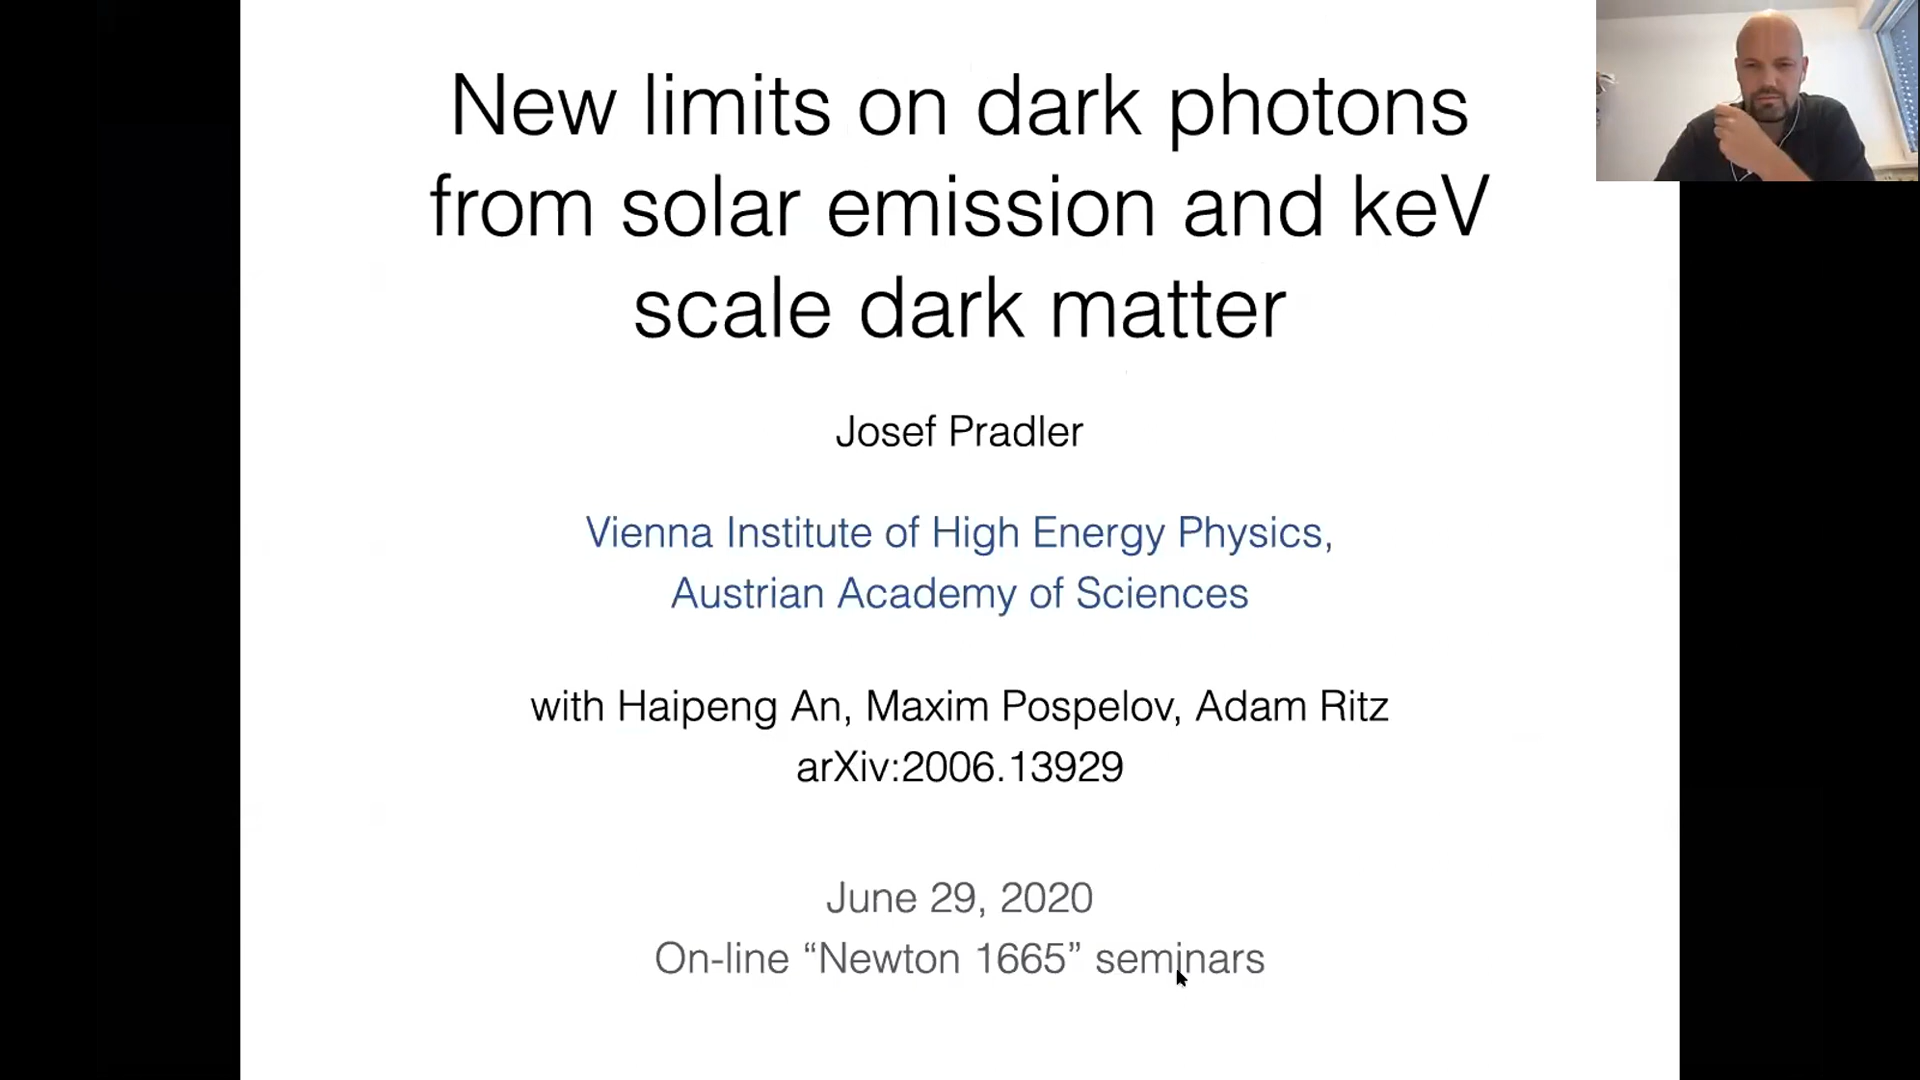 New limits on dark photons
from solar emission and keV
scale dark matter
Josef Pradler
Vienna Institute of High Energy Physics,
Austrian Academy of Sciences
with Haipeng An, Maxim Pospelov, Adam Ritz
arXiv:2006.13929
June 29, 2020
On-line “Newton 1665” seminars